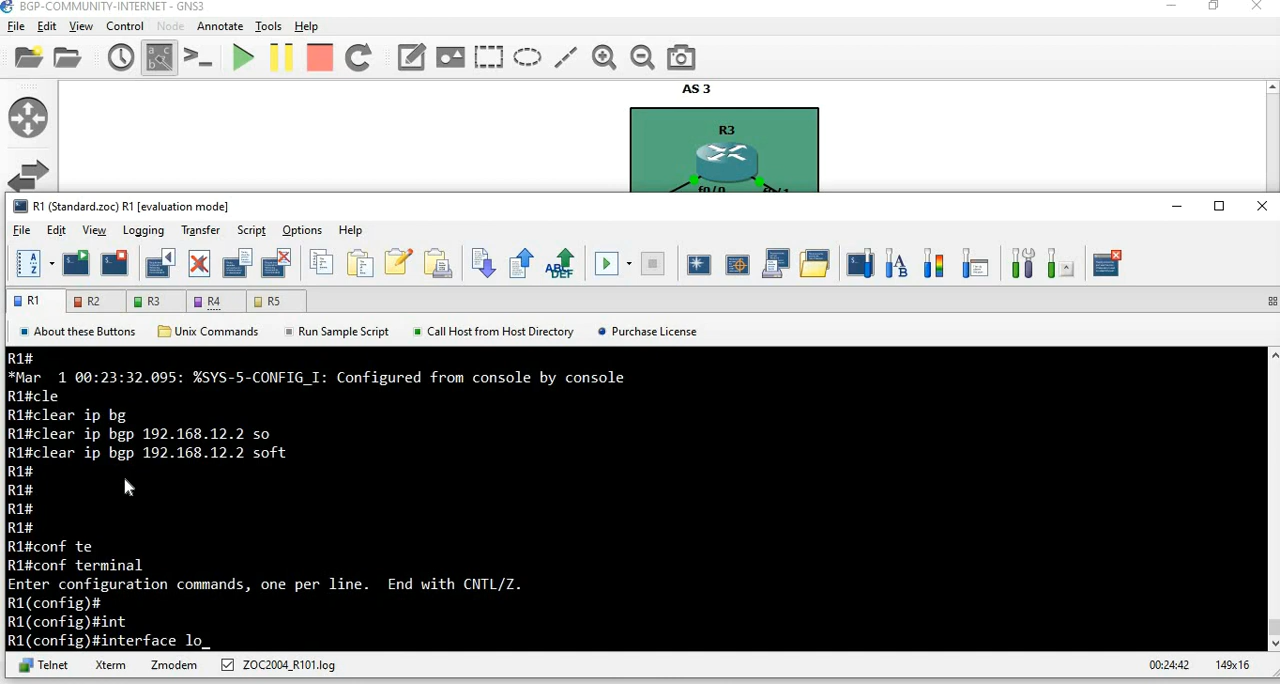 BGP-COMMUNITY-INTERNET - GNS3
File Edit View Control Node Annotate Tools Help
AS 3
R3
f0/0 f0/1
R1 (Standard.zoc) R1 [evaluation mode]
File Edit View Logging Transfer Script Options Help
R1 R2 R3 R4 R5
About these Buttons Unix Commands Run Sample Script Call Host from Host Directory Purchase License
R1#
*Mar  1 00:23:32.095: %SYS-5-CONFIG_I: Configured from console by console
R1#cle
R1#clear ip bg
R1#clear ip bgp 192.168.12.2 so
R1#clear ip bgp 192.168.12.2 soft
R1#
R1#
R1#
R1#
R1#conf te
R1#conf terminal
Enter configuration commands, one per line.  End with CNTL/Z.
R1(config)#
R1(config)#int
R1(config)#interface lo_
Telnet Xterm Zmodem ZOC2004_R101.log 00:24:42 149x16